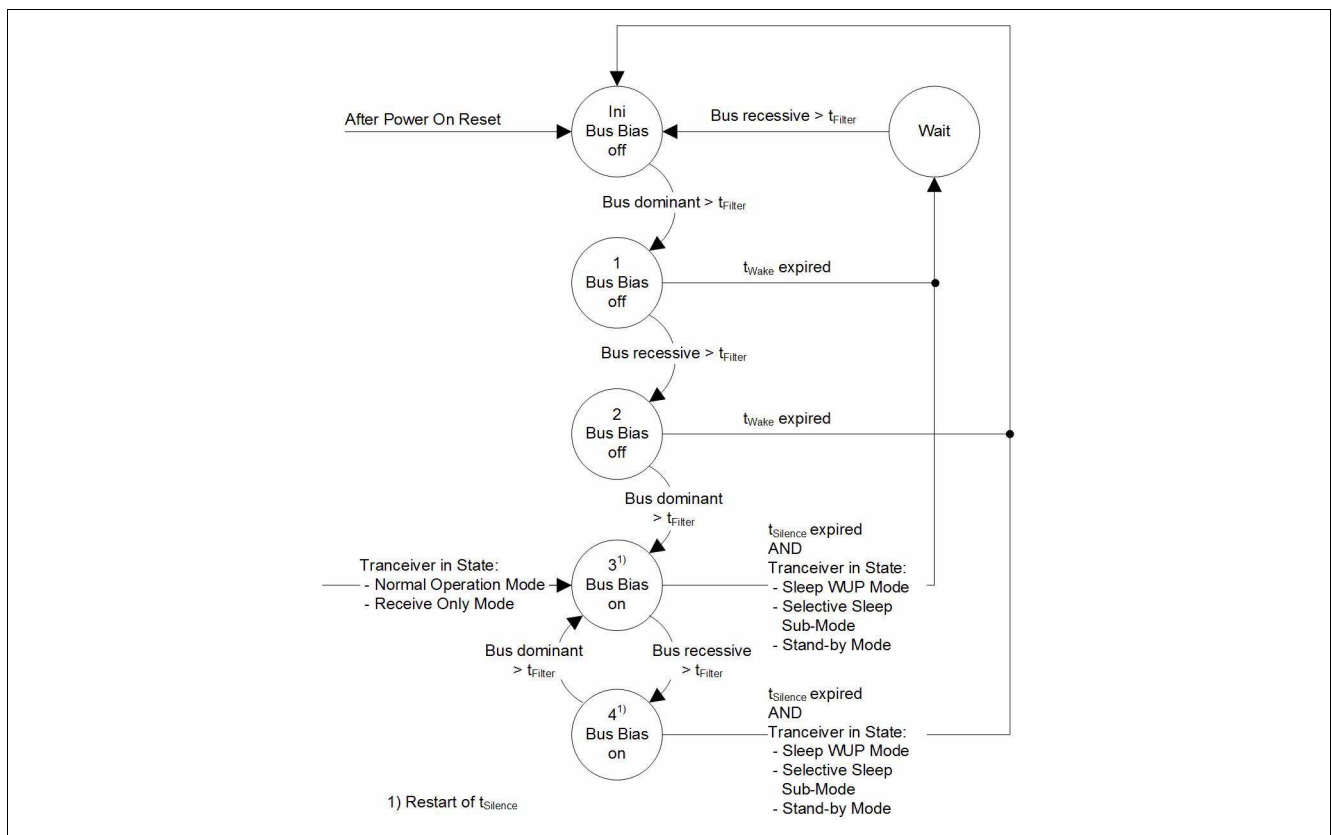 After Power On Reset
Ini
Bus Bias
off
Bus recessive > tFilter
Wait
Bus dominant > tFilter
1
Bus Bias
off
tWake expired
Bus recessive > tFilter
2
Bus Bias
off
tWake expired
Bus dominant
> tFilter
Tranceiver in State:
- Normal Operation Mode
- Receive Only Mode
31)
Bus Bias
on
tSilence expired
AND
Tranceiver in State:
- Sleep WUP Mode
- Selective Sleep
Sub-Mode
- Stand-by Mode
Bus dominant
> tFilter
Bus recessive
> tFilter
41)
Bus Bias
on
tSilence expired
AND
Tranceiver in State:
- Sleep WUP Mode
- Selective Sleep
Sub-Mode
- Stand-by Mode
1) Restart of tSilence